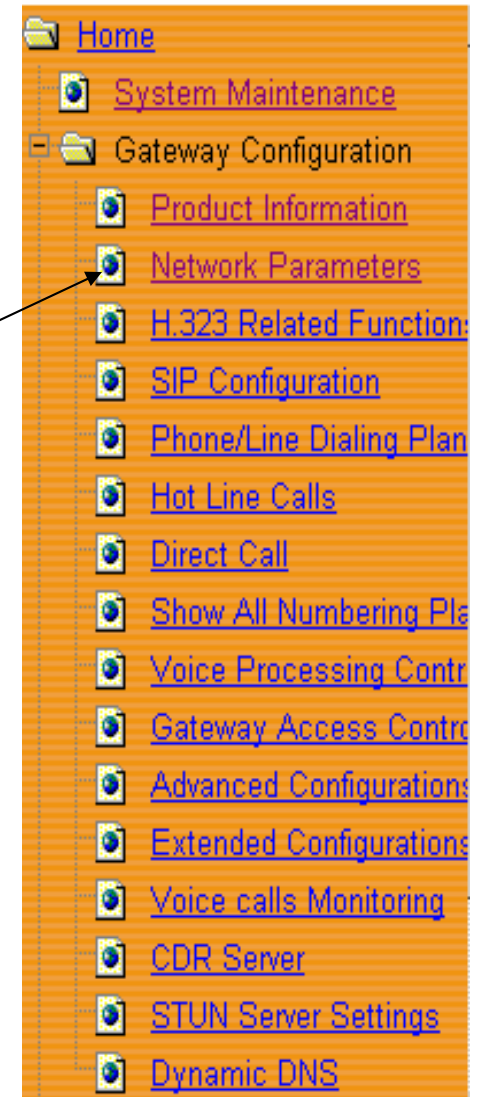 Home
System Maintenance
Gateway Configuration
Product Information
Network Parameters
H.323 Related Function
SIP Configuration
Phone/Line Dialing Plan
Hot Line Calls
Direct Call
Show All Numbering Pla
Voice Processing Contr
Gateway Access Contro
Advanced Configurations
Extended Configurations
Voice calls Monitoring
CDR Server
STUN Server Settings
Dynamic DNS